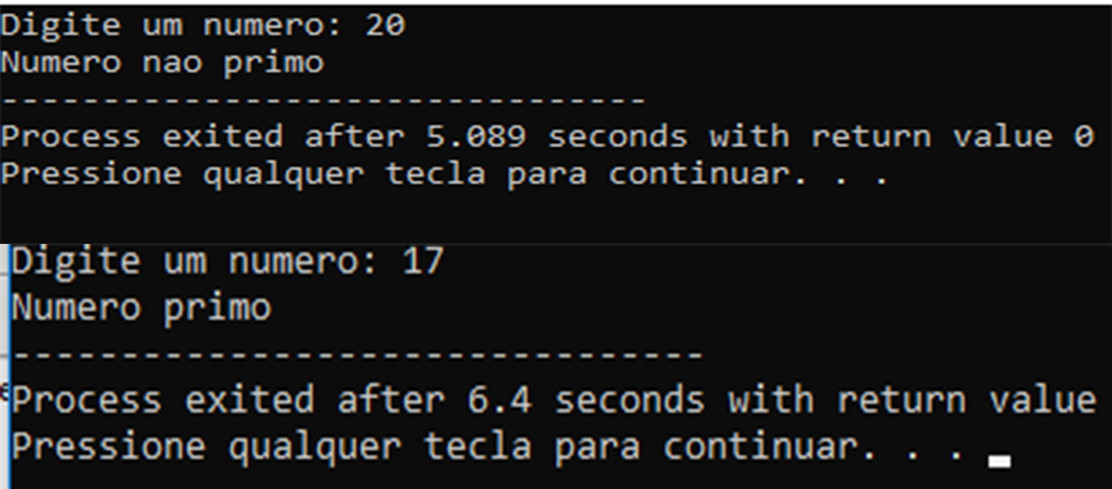 Digite um numero: 20
Numero nao primo
--------------------------------
Process exited after 5.089 seconds with return value 0
Pressione qualquer tecla para continuar. . .
Digite um numero: 17
Numero primo
--------------------------------
Process exited after 6.4 seconds with return value
Pressione qualquer tecla para continuar. . .